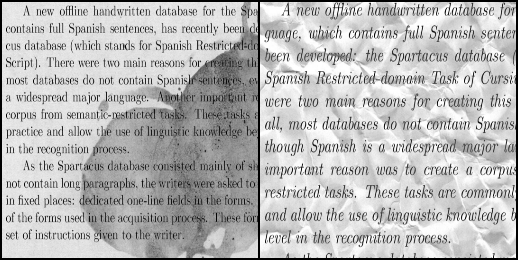 A new offline handwritten database for the Spa
contains full Spanish sentences, has recently been de
cus database (which stands for Spanish Restricted-do
Script). There were two main reasons for creating th
most databases do not contain Spanish sentences, ev
a widespread major language. Another important re
corpus from semantic-restricted tasks. These tasks a
practice and allow the use of linguistic knowledge be
in the recognition process.
As the Spartacus database consisted mainly of sh
not contain long paragraphs, the writers were asked to
in fixed places: dedicated one-line fields in the forms.
of the forms used in the acquisition process. These for
set of instructions given to the writer.
A new offline handwritten database for
guage, which contains full Spanish senten
been developed: the Spartacus database (
Spanish Restricted-domain Task of Cursi
were two main reasons for creating this
all, most databases do not contain Spanis
though Spanish is a widespread major la
important reason was to create a corpus
restricted tasks. These tasks are commonl
and allow the use of linguistic knowledge b
level in the recognition process.